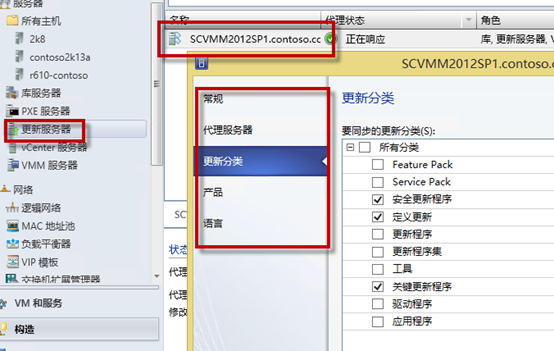 服务器
所有主机
2k8
contoso2k13a
r610-contoso
库服务器
PXE 服务器
更新服务器
vCenter 服务器
VMM 服务器
网络
逻辑网络
MAC 地址池
负载平衡器
VIP 模板
交换机扩展管理器
VM 和服务
构造
名称
代理状态
角色
SCVMM2012SP1.contoso.cc
正在响应
库, 更新服务器, V
SCVMM2012SP1.contoso.co
常规
代理服务器
更新分类
产品
语言
SC
状态
代理
代理
修改
更新分类
要同步的更新分类(S):
所有分类
Feature Pack
Service Pack
安全更新程序
定义更新
更新程序
更新程序集
工具
关键更新程序
驱动程序
应用程序